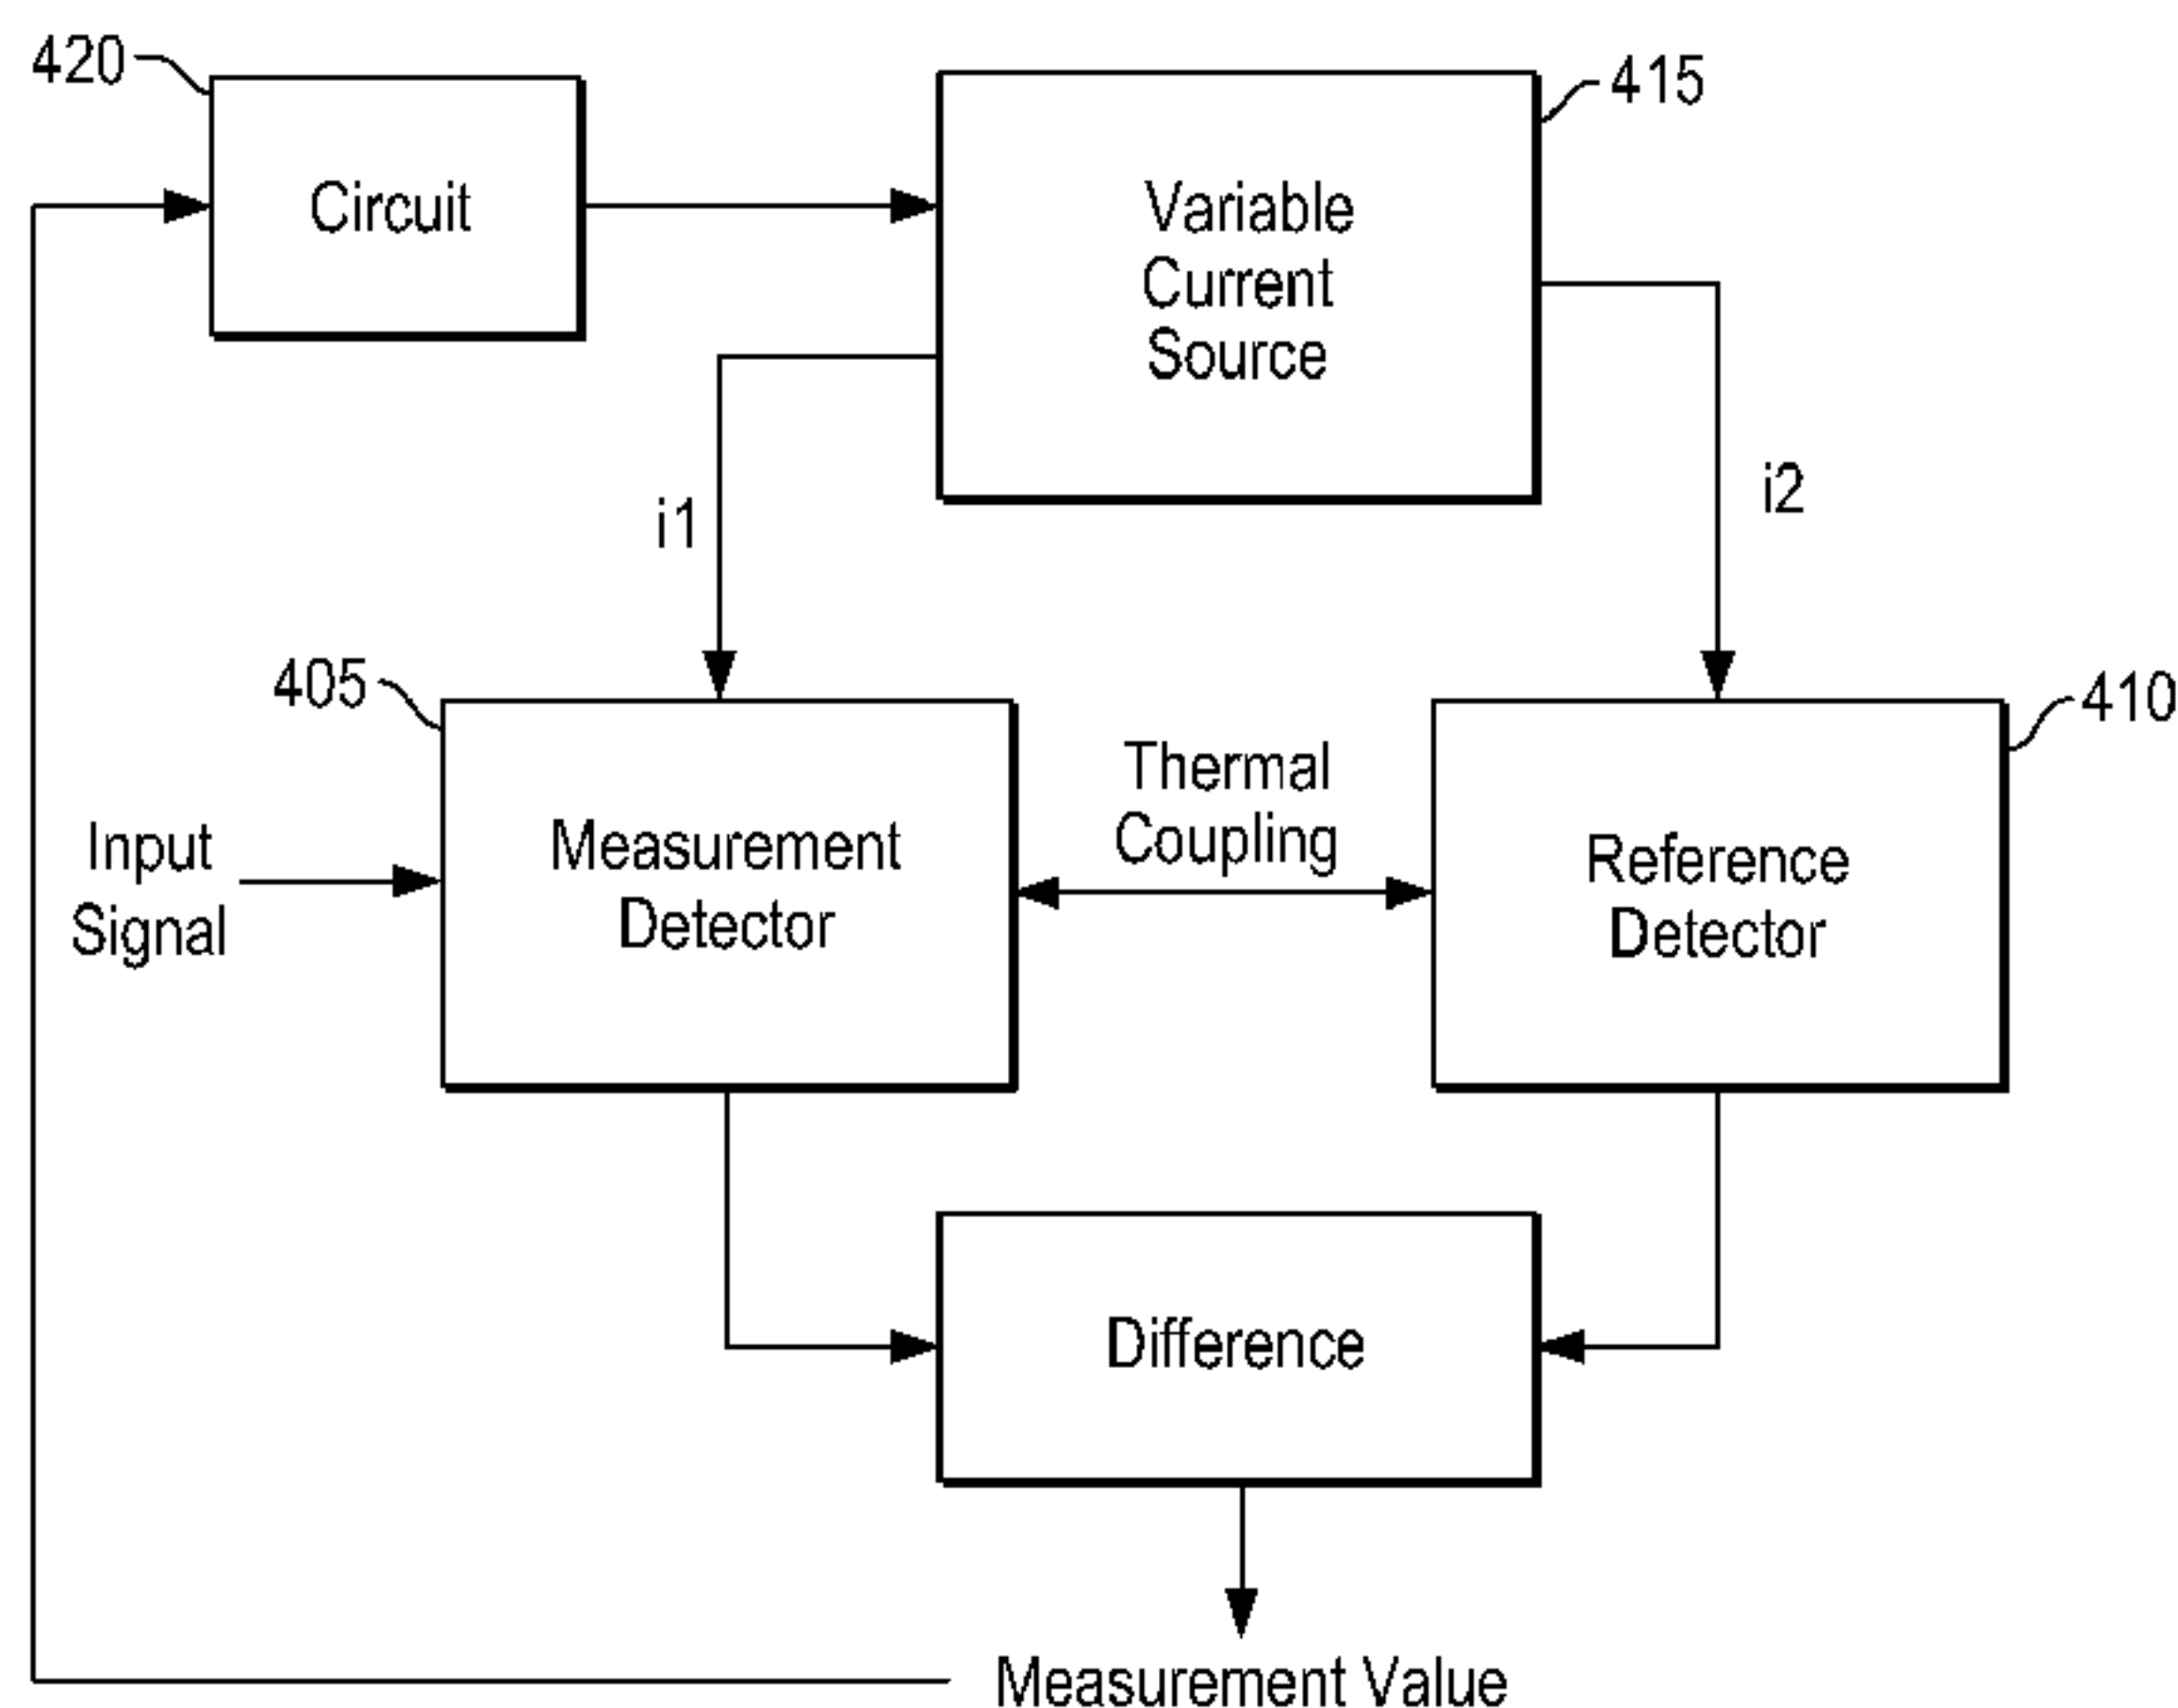 420
415
Circuit
Variable
Current
Source
i1
i2
405
410
Thermal
Coupling
Input
Signal
Measurement
Detector
Reference
Detector
Difference
Measurement Value